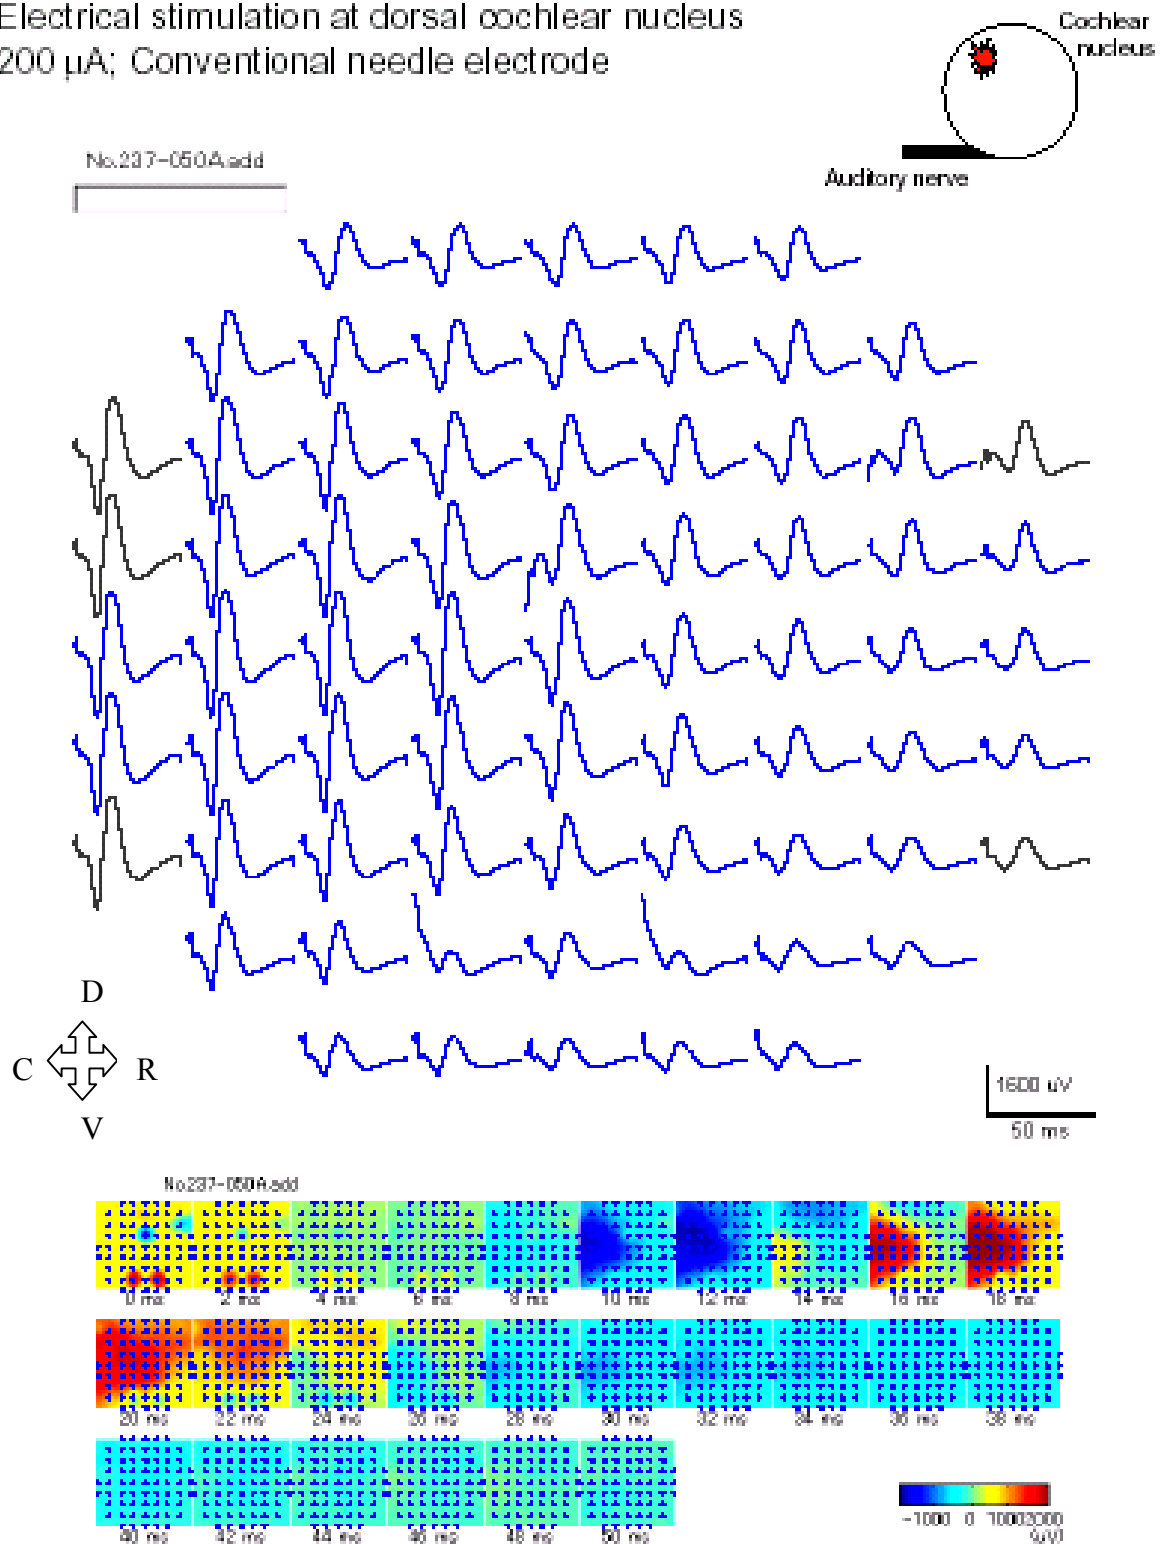 Electrical stimulation at dorsal cochlear nucleus
200 μA; Conventional needle electrode
Cochlear
nucleus
Auditory nerve
No.237-050A.add
D
C R
V
1600 uV
50 ms
No.237-050A.add
0 ms 2 ms 4 ms 6 ms 8 ms 10 ms 12 ms 14 ms 16 ms 18 ms
20 ms 22 ms 24 ms 26 ms 28 ms 30 ms 32 ms 34 ms 36 ms 38 ms
40 ms 42 ms 44 ms 46 ms 48 ms 50 ms
-1000 0 1000 2000
(uV)